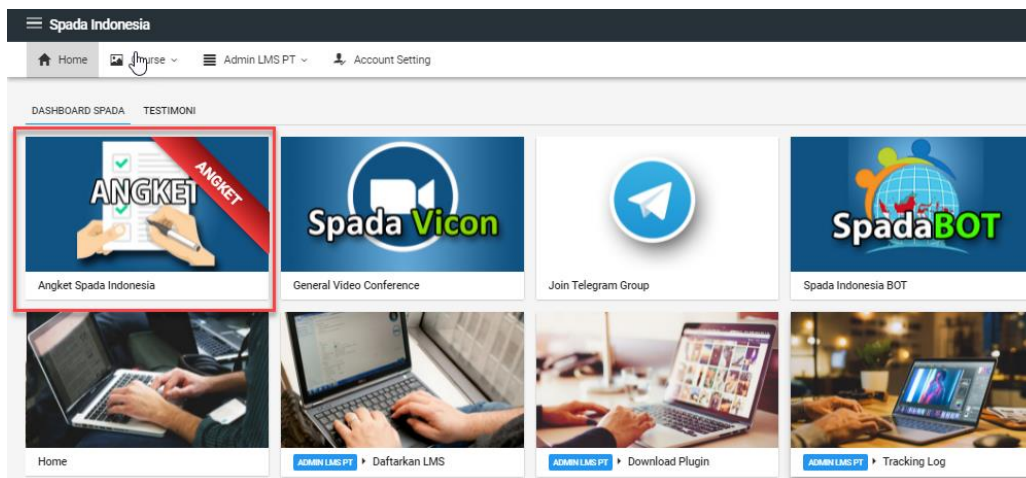 Spada Indonesia
Home
Admin LMS PT
Account Setting
DASHBOARD SPADA
TESTIMONI
ANGKET
ANGKET
Angket Spada Indonesia
Spada Vicon
General Video Conference
Join Telegram Group
SpadaBOT
Spada Indonesia BOT
Home
ADMIN LMS PT
Daftarkan LMS
ADMIN LMS PT
Download Plugin
ADMIN LMS PT
Tracking Log